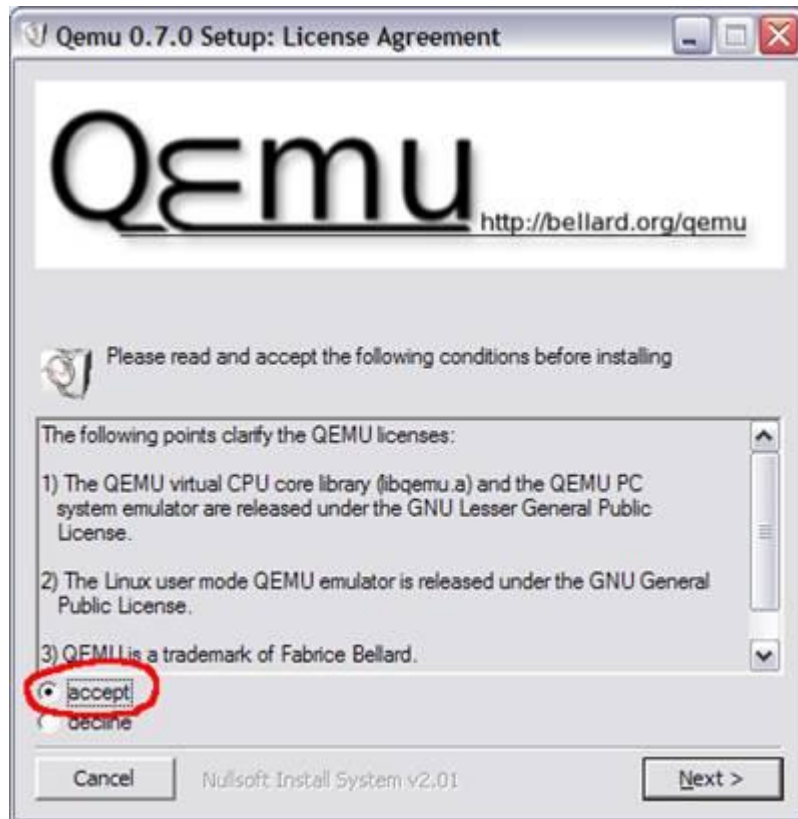 Qemu 0.7.0 Setup: License Agreement
Qemu
http://bellard.org/qemu
Please read and accept the following conditions before installing
The following points clarify the QEMU licenses:
1) The QEMU virtual CPU core library (libqemu.a) and the QEMU PC
system emulator are released under the GNU Lesser General Public
License.
2) The Linux user mode QEMU emulator is released under the GNU General
Public License.
3) QEMU is a trademark of Fabrice Bellard.
accept
decline
Cancel
Nullsoft Install System v2.01
Next >